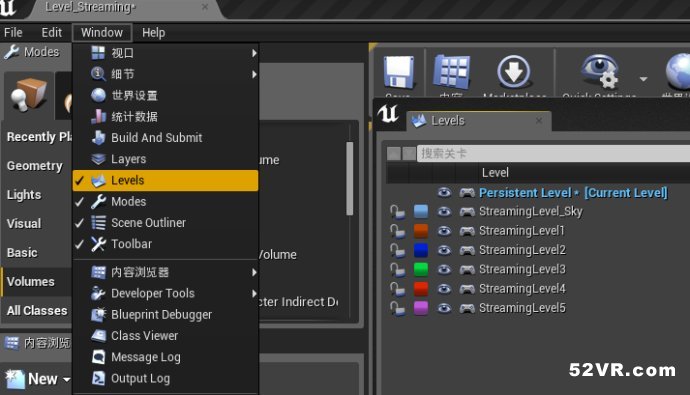 Level_Streaming*
File Edit Window Help
Modes
Recently Pla
Geometry
Lights
Visual
Basic
Volumes
All Classes
内容浏览
New
视口
细节
世界设置
统计数据
Build And Submit
Layers
Levels
Modes
Scene Outliner
Toolbar
内容浏览器
Developer Tools
Blueprint Debugger
Class Viewer
Message Log
Output Log
ume
Volume
cter Indirect De
Save
内容
Marketplace
Quick Settings
Levels
搜索关卡
Level
Persistent Level * [Current Level]
StreamingLevel_Sky
StreamingLevel1
StreamingLevel2
StreamingLevel3
StreamingLevel4
StreamingLevel5
52VR.com